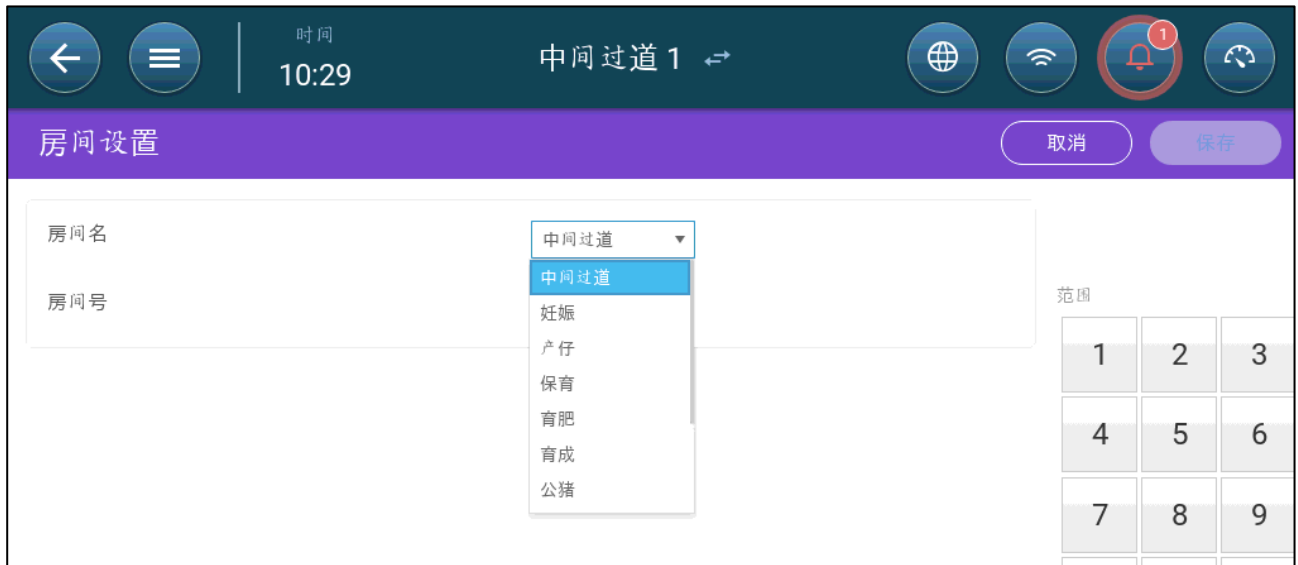 时间
10:29
中间过道 1
1
房间设置
取消
保存
房间名
中间过道
中间过道
妊娠
产仔
保育
育肥
育成
公猪
房间号
范围
1 2 3
4 5 6
7 8 9